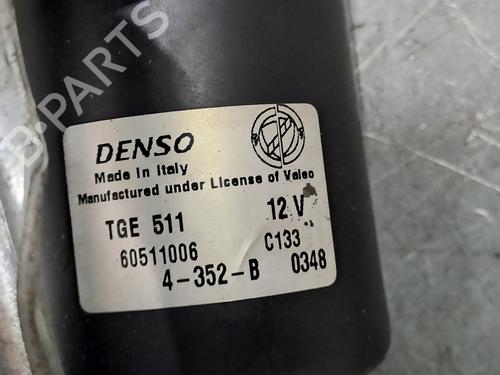 B-PARTS
DENSO
Made in Italy
Manufactured under License of Valeo
TGE 511 12 V
60511006 C133
4-352-B 0348